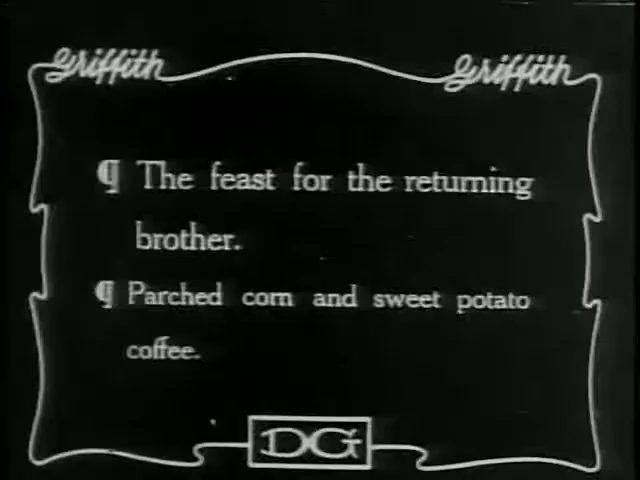 Griffith Griffith
¶ The feast for the returning
brother.
¶ Parched corn and sweet potato
coffee.
DG